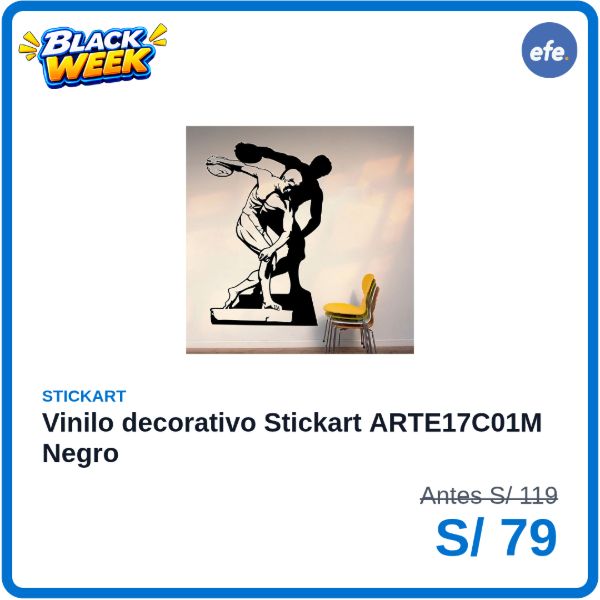 BLACK
WEEK
efe.
STICKART
Vinilo decorativo Stickart ARTE17C01M
Negro
Antes S/ 119
S/ 79